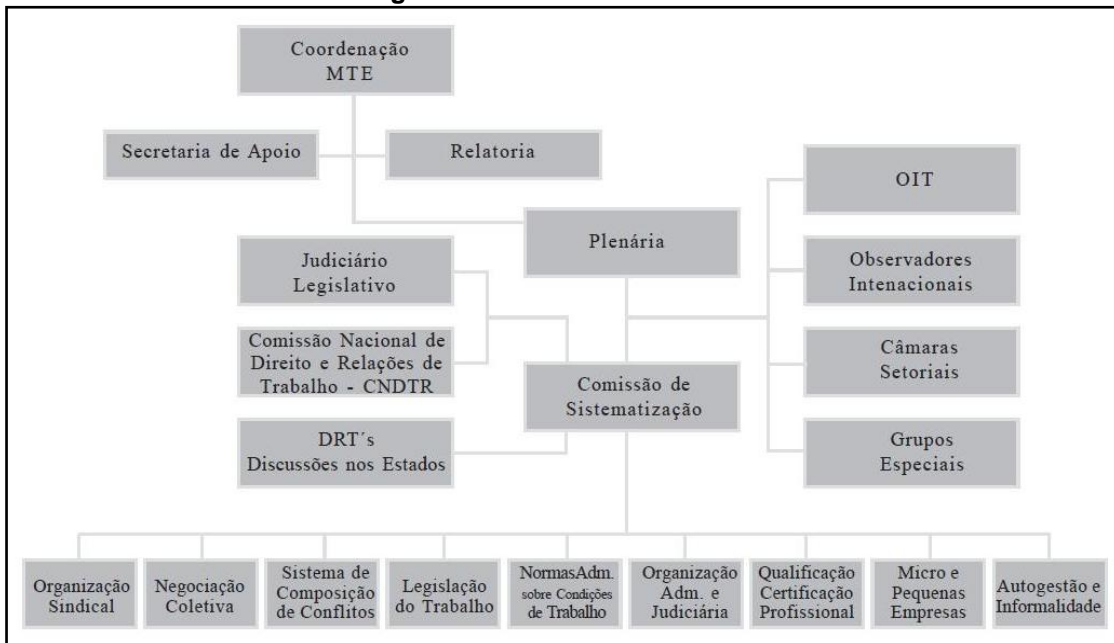 Coordenação
MTE
Secretaria de Apoio
Relatoria
OIT
Plenária
Judiciário
Legislativo
Observadores
Intenacionais
Comissão Nacional de
Direito e Relações de
Trabalho - CNDTR
Câmaras
Setoriais
Comissão de
Sistematização
DRT´s
Discussões nos Estados
Grupos
Especiais
Organização
Sindical
Negociação
Coletiva
Sistema de
Composição
de Conflitos
Legislação
do Trabalho
NormasAdm.
sobre Condições
de Trabalho
Organização
Adm. e
Judiciária
Qualificação
Certificação
Profissional
Micro e
Pequenas
Empresas
Autogestão e
Informalidade